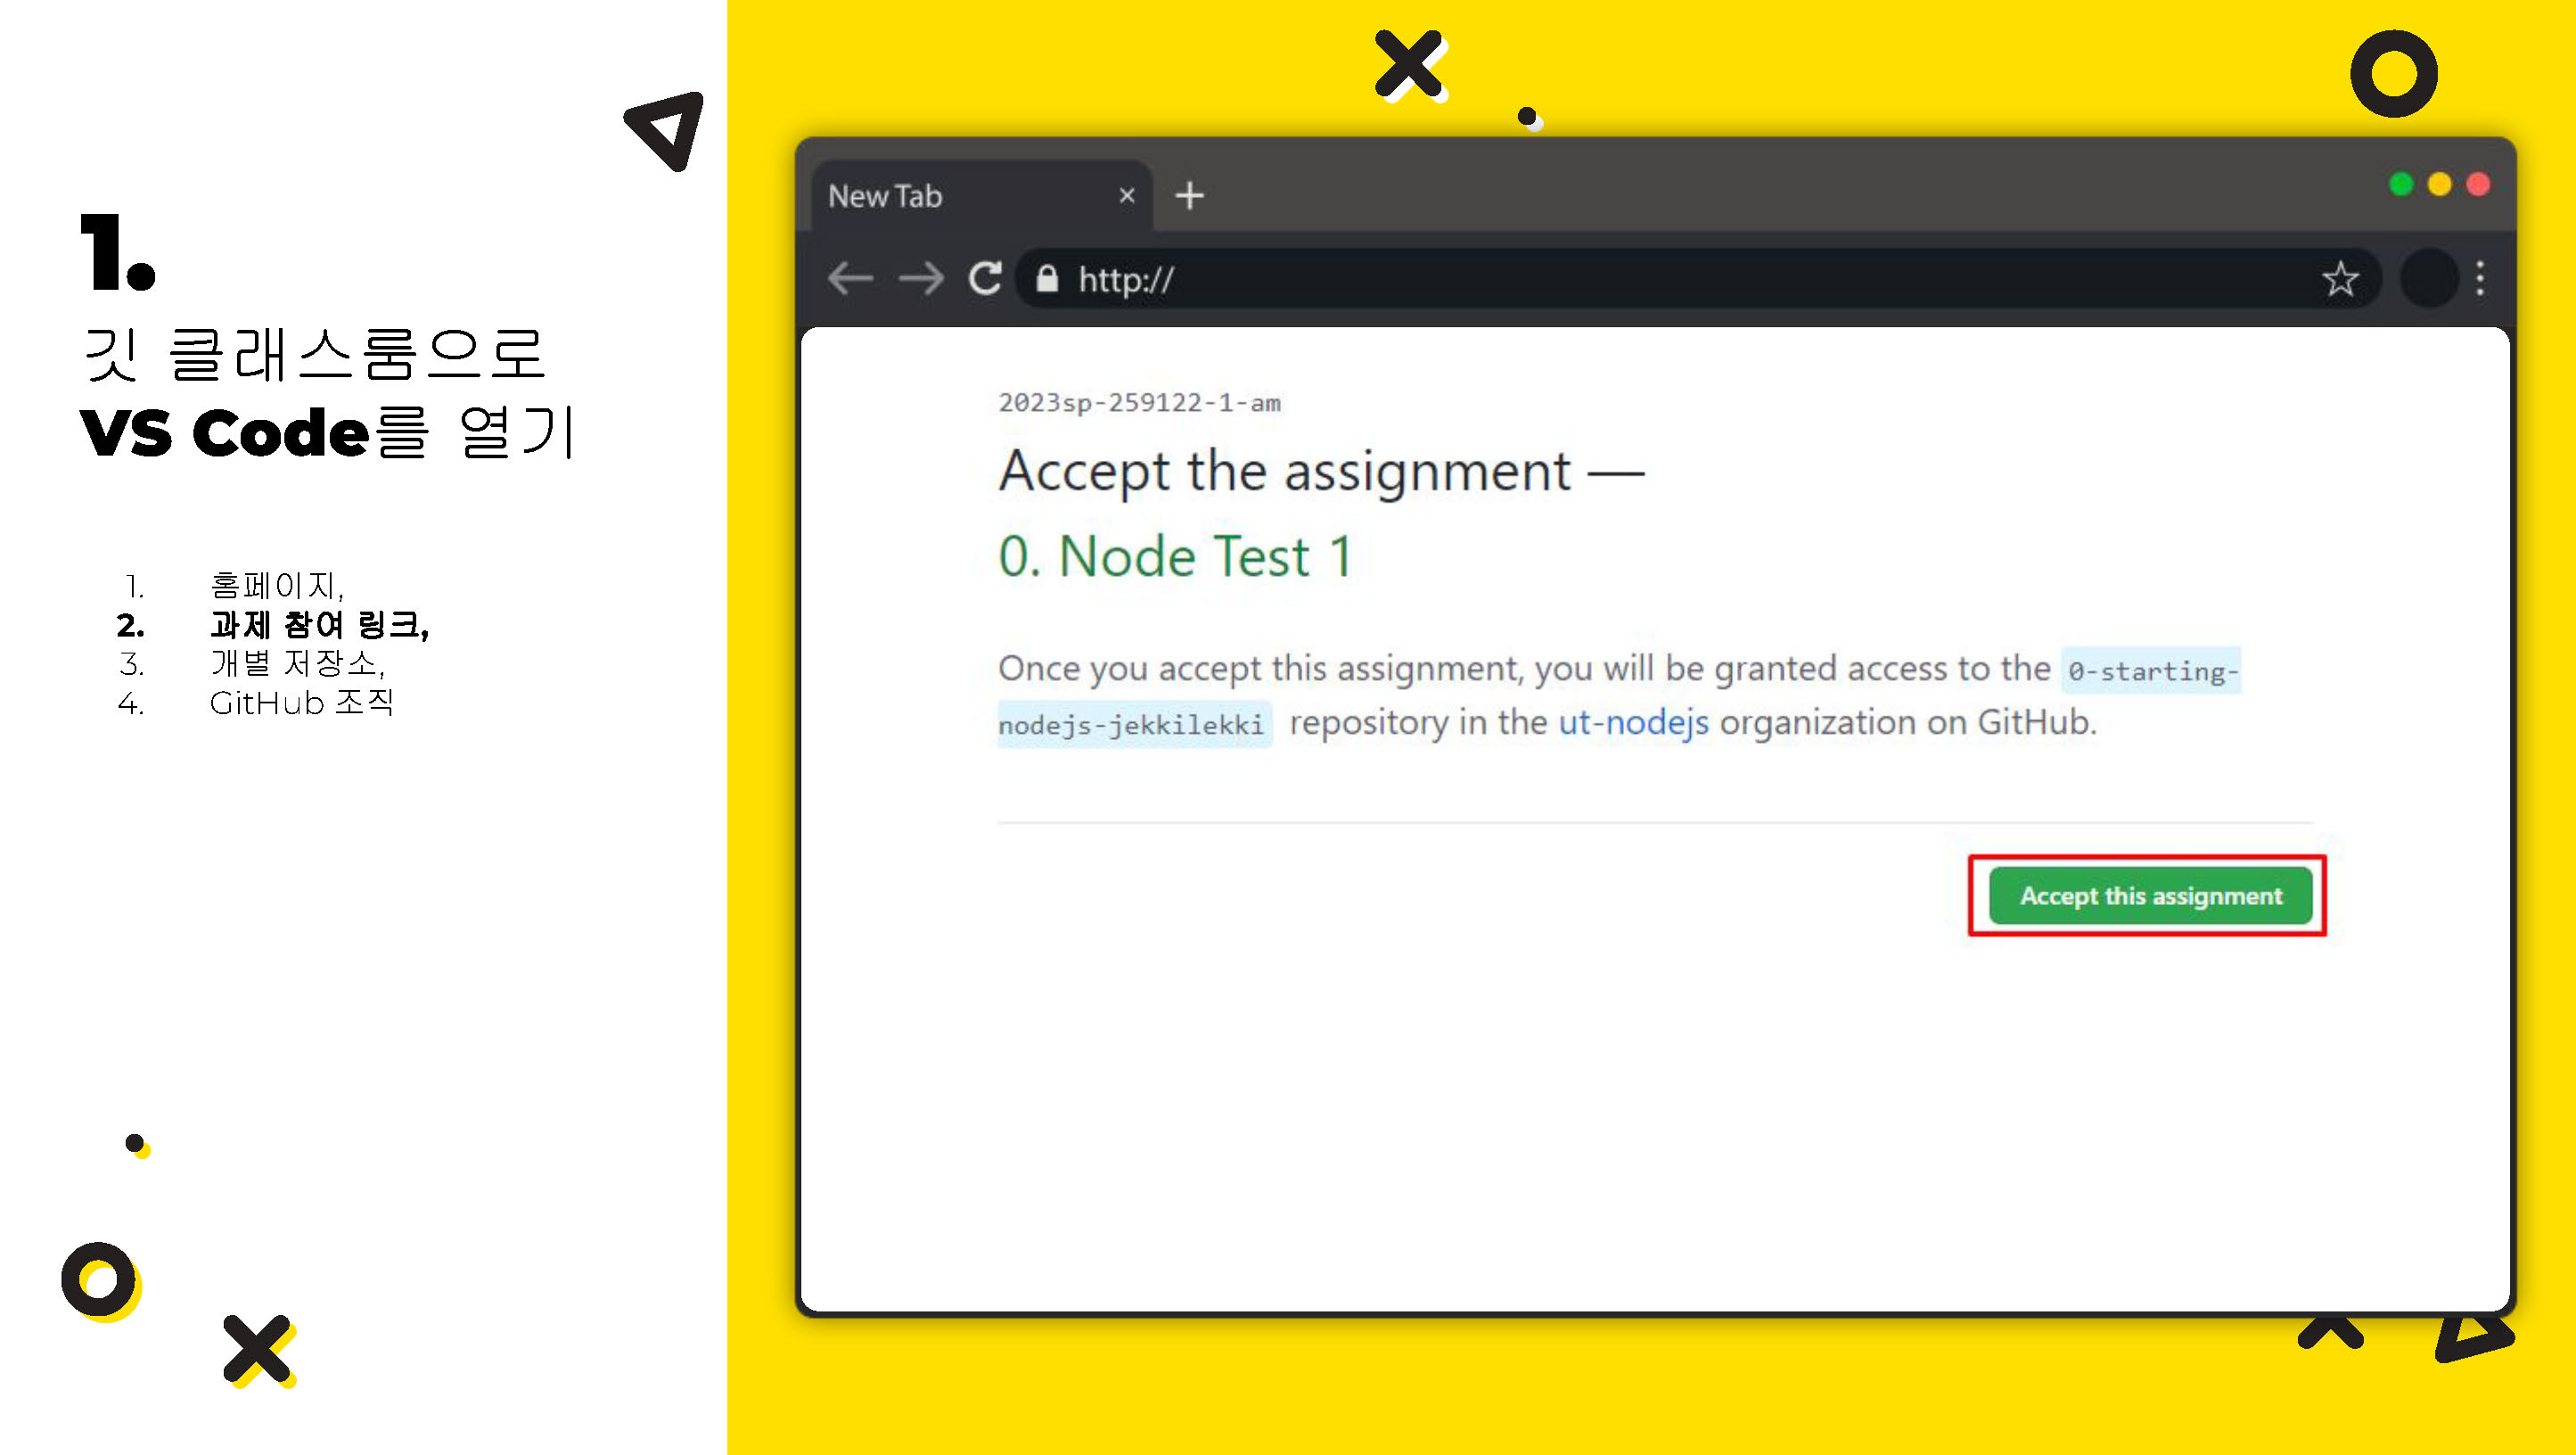 1.
깃 클래스룸으로
VS Code를 열기
1. 홈페이지,
2. 과제 참여 링크,
3. 개별 저장소,
4. GitHub 조직
New Tab
http://
2023sp-259122-1-am
Accept the assignment —
0. Node Test 1
Once you accept this assignment, you will be granted access to the 0-starting-
nodejs-jekkilekki repository in the ut-nodejs organization on GitHub.
Accept this assignment